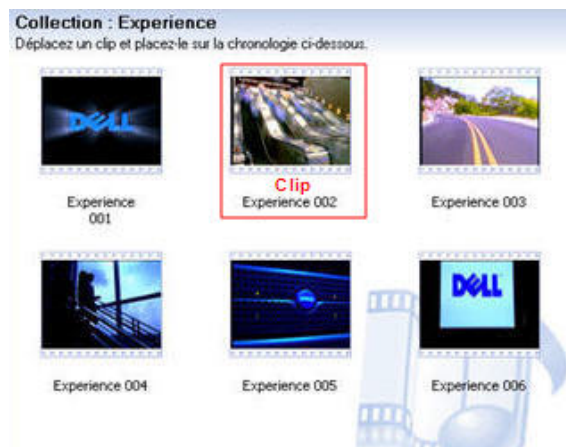 Collection : Experience
Déplacez un clip et placez-le sur la chronologie ci-dessous.
DELL
Clip
Experience
001
Experience 002
Experience 003
DELL
Experience 004
Experience 005
Experience 006